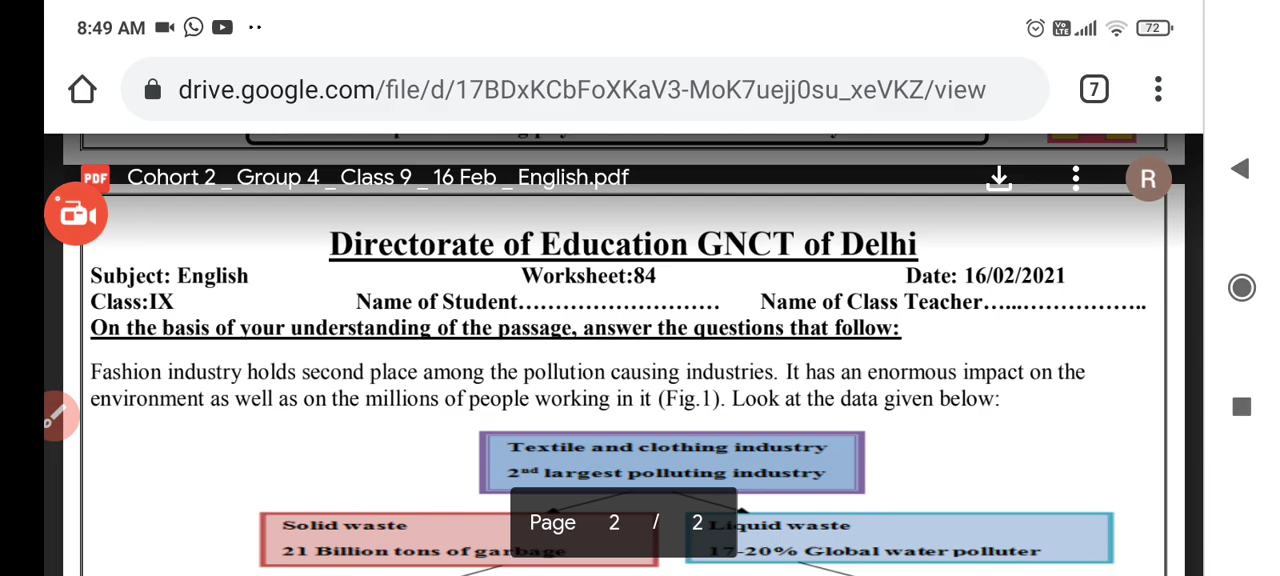 8:49 AM
72
drive.google.com/file/d/17BDxKCbFoXKaV3-MoK7uejj0su_xeVKZ/view
7
PDF Cohort 2 _ Group 4 _ Class 9 _ 16 Feb _ English.pdf
R
Directorate of Education GNCT of Delhi
Subject: English Worksheet:84 Date: 16/02/2021
Class:IX Name of Student……………………… Name of Class Teacher…...……………..
On the basis of your understanding of the passage, answer the questions that follow:
Fashion industry holds second place among the pollution causing industries. It has an enormous impact on the
environment as well as on the millions of people working in it (Fig.1). Look at the data given below:
Textile and clothing industry
2nd largest polluting industry
Solid waste
21 Billion tons of garbage
Page 2 / 2
Liquid waste
17-20% Global water polluter